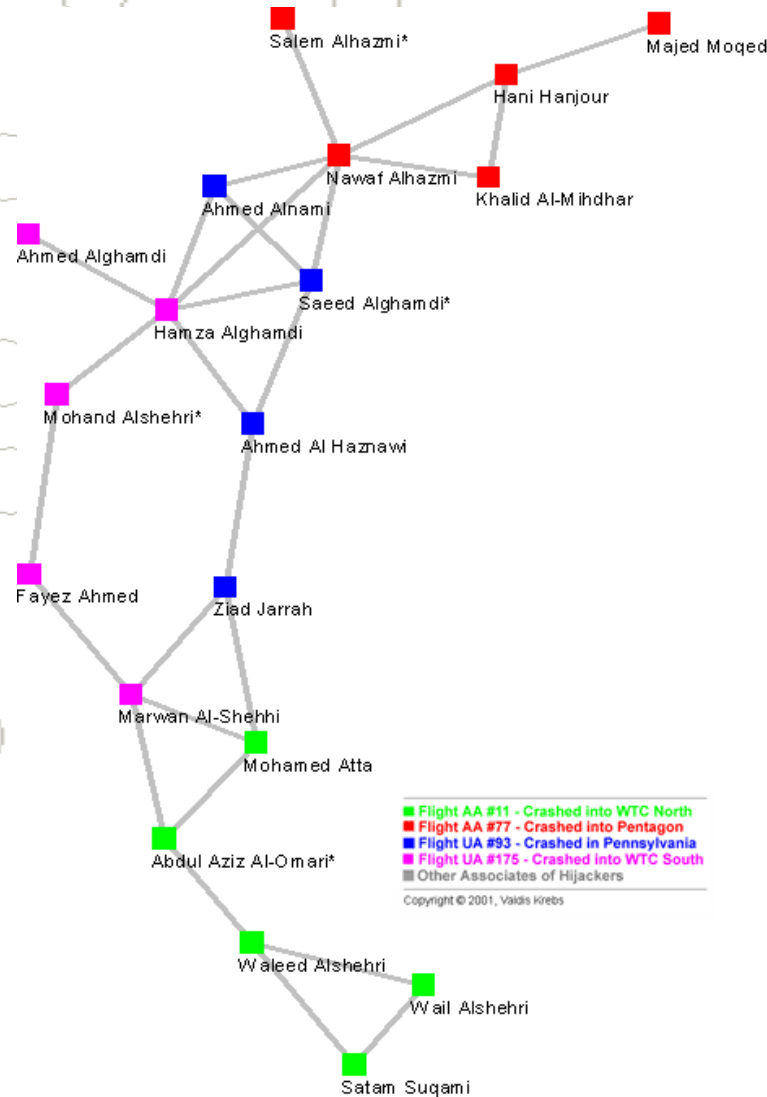 Salem Alhazmi*
Majed Moqed
Hani Hanjour
Nawaf Alhazmi
Khalid Al-Mihdhar
Ahmed Alnami
Ahmed Alghamdi
Saeed Alghamdi*
Hamza Alghamdi
Mohand Alshehri*
Ahmed Al Haznawi
Fayez Ahmed
Ziad Jarrah
Marwan Al-Shehhi
Mohamed Atta
Flight AA #11 - Crashed into WTC North
Flight AA #77 - Crashed into Pentagon
Flight UA #93 - Crashed in Pennsylvania
Flight UA #175 - Crashed into WTC South
Other Associates of Hijackers
Copyright © 2001, Valdis Krebs
Abdul Aziz Al-Omari*
Waleed Alshehri
Wail Alshehri
Satam Suqami